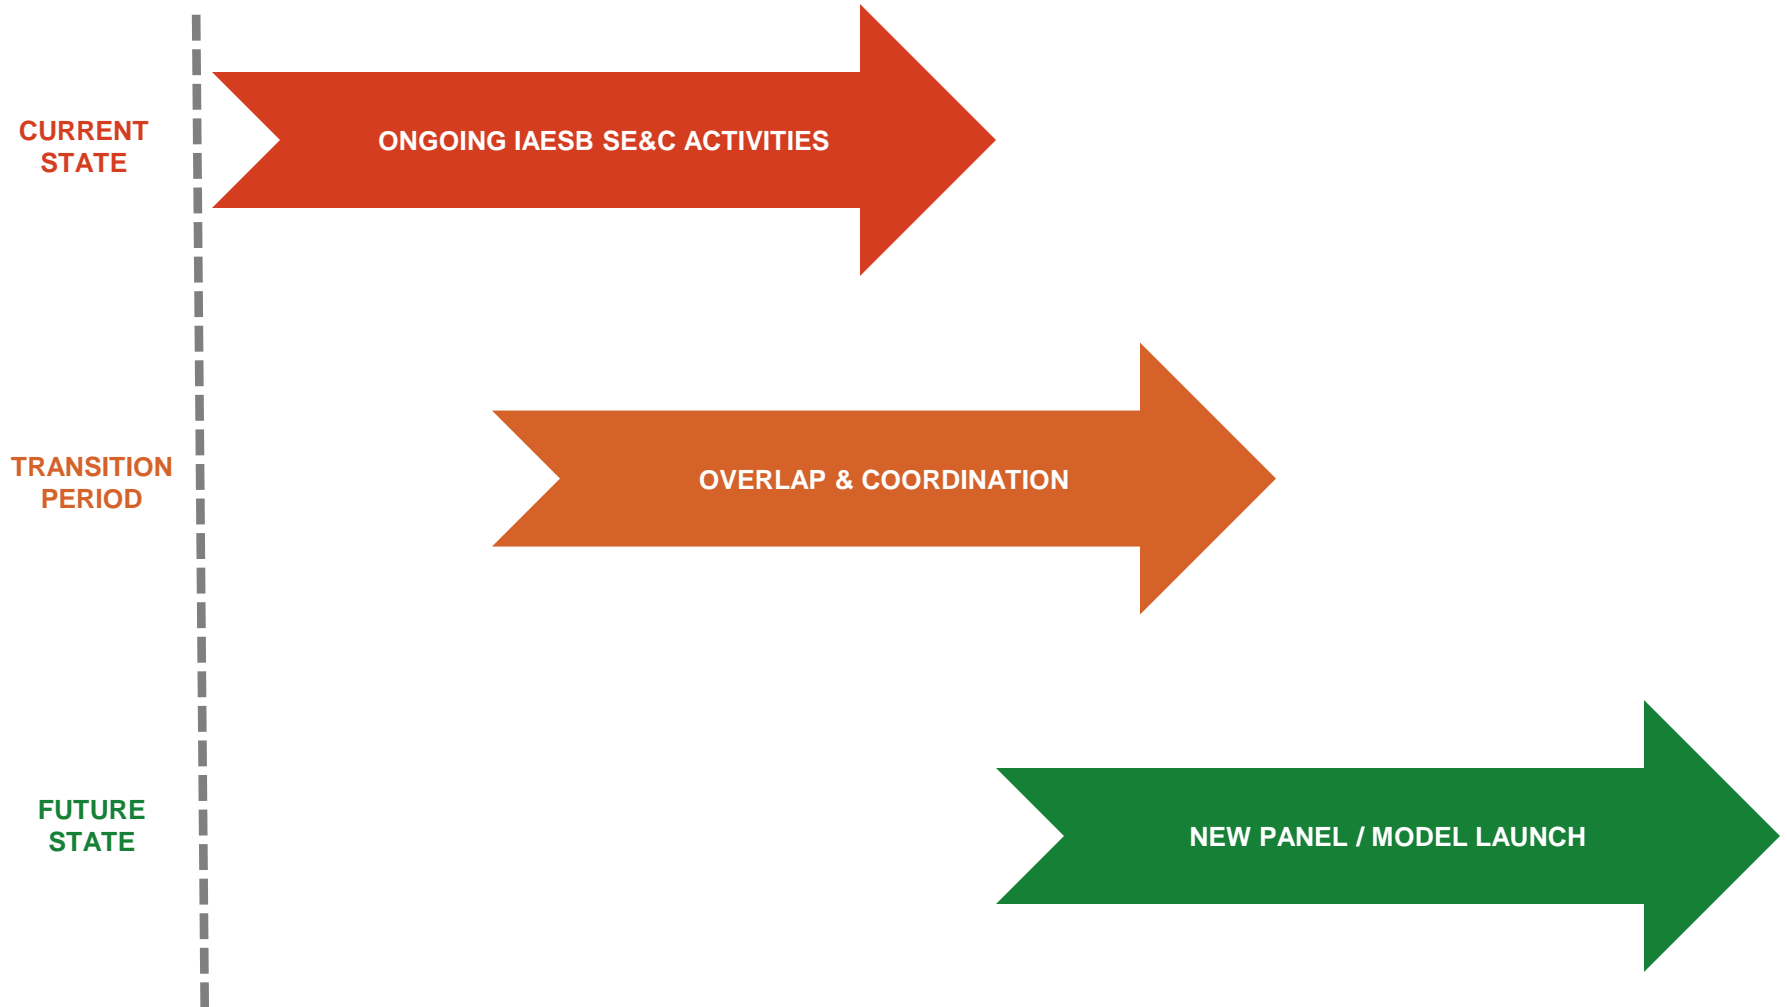 CURRENT
STATE
ONGOING IAESB SE&C ACTIVITIES
TRANSITION
PERIOD
OVERLAP & COORDINATION
FUTURE
STATE
NEW PANEL / MODEL LAUNCH